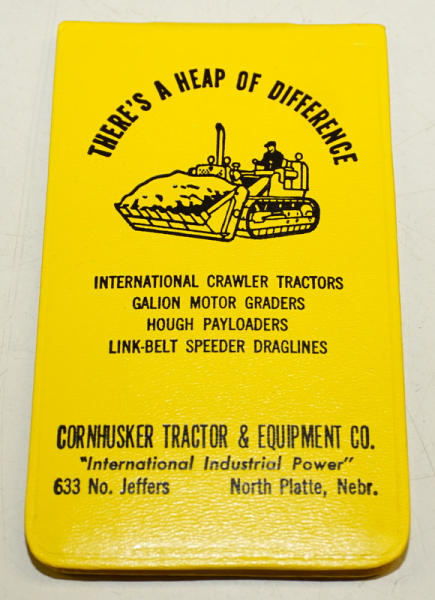 THERE'S A HEAP OF DIFFERENCE
INTERNATIONAL CRAWLER TRACTORS
GALION MOTOR GRADERS
HOUGH PAYLOADERS
LINK-BELT SPEEDER DRAGLINES
CORNHUSKER TRACTOR & EQUIPMENT CO.
"International Industrial Power"
633 No. Jeffers North Platte, Nebr.